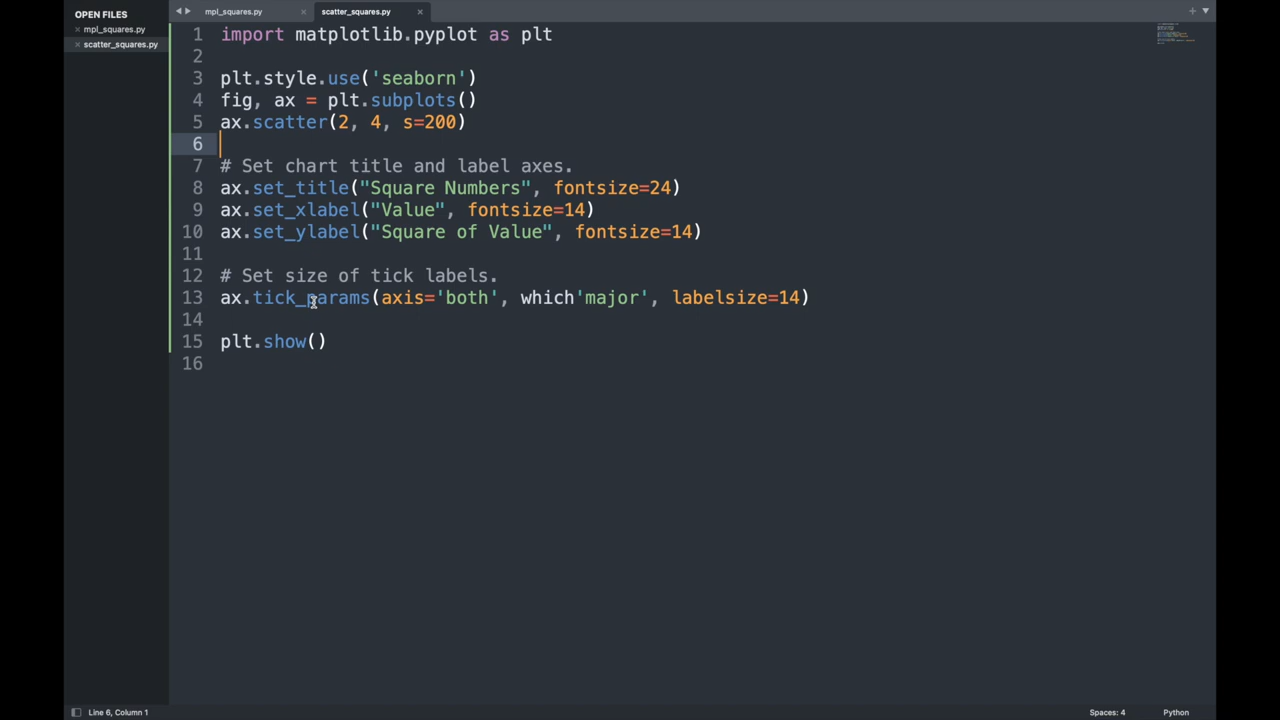 OPEN FILES
× mpl_squares.py
× scatter_squares.py
mpl_squares.py ×
scatter_squares.py ×
+
1 import matplotlib.pyplot as plt
2
3 plt.style.use('seaborn')
4 fig, ax = plt.subplots()
5 ax.scatter(2, 4, s=200)
6
7 # Set chart title and label axes.
8 ax.set_title("Square Numbers", fontsize=24)
9 ax.set_xlabel("Value", fontsize=14)
10 ax.set_ylabel("Square of Value", fontsize=14)
11
12 # Set size of tick labels.
13 ax.tick_params(axis='both', which'major', labelsize=14)
14
15 plt.show()
16
Line 6, Column 1
Spaces: 4
Python